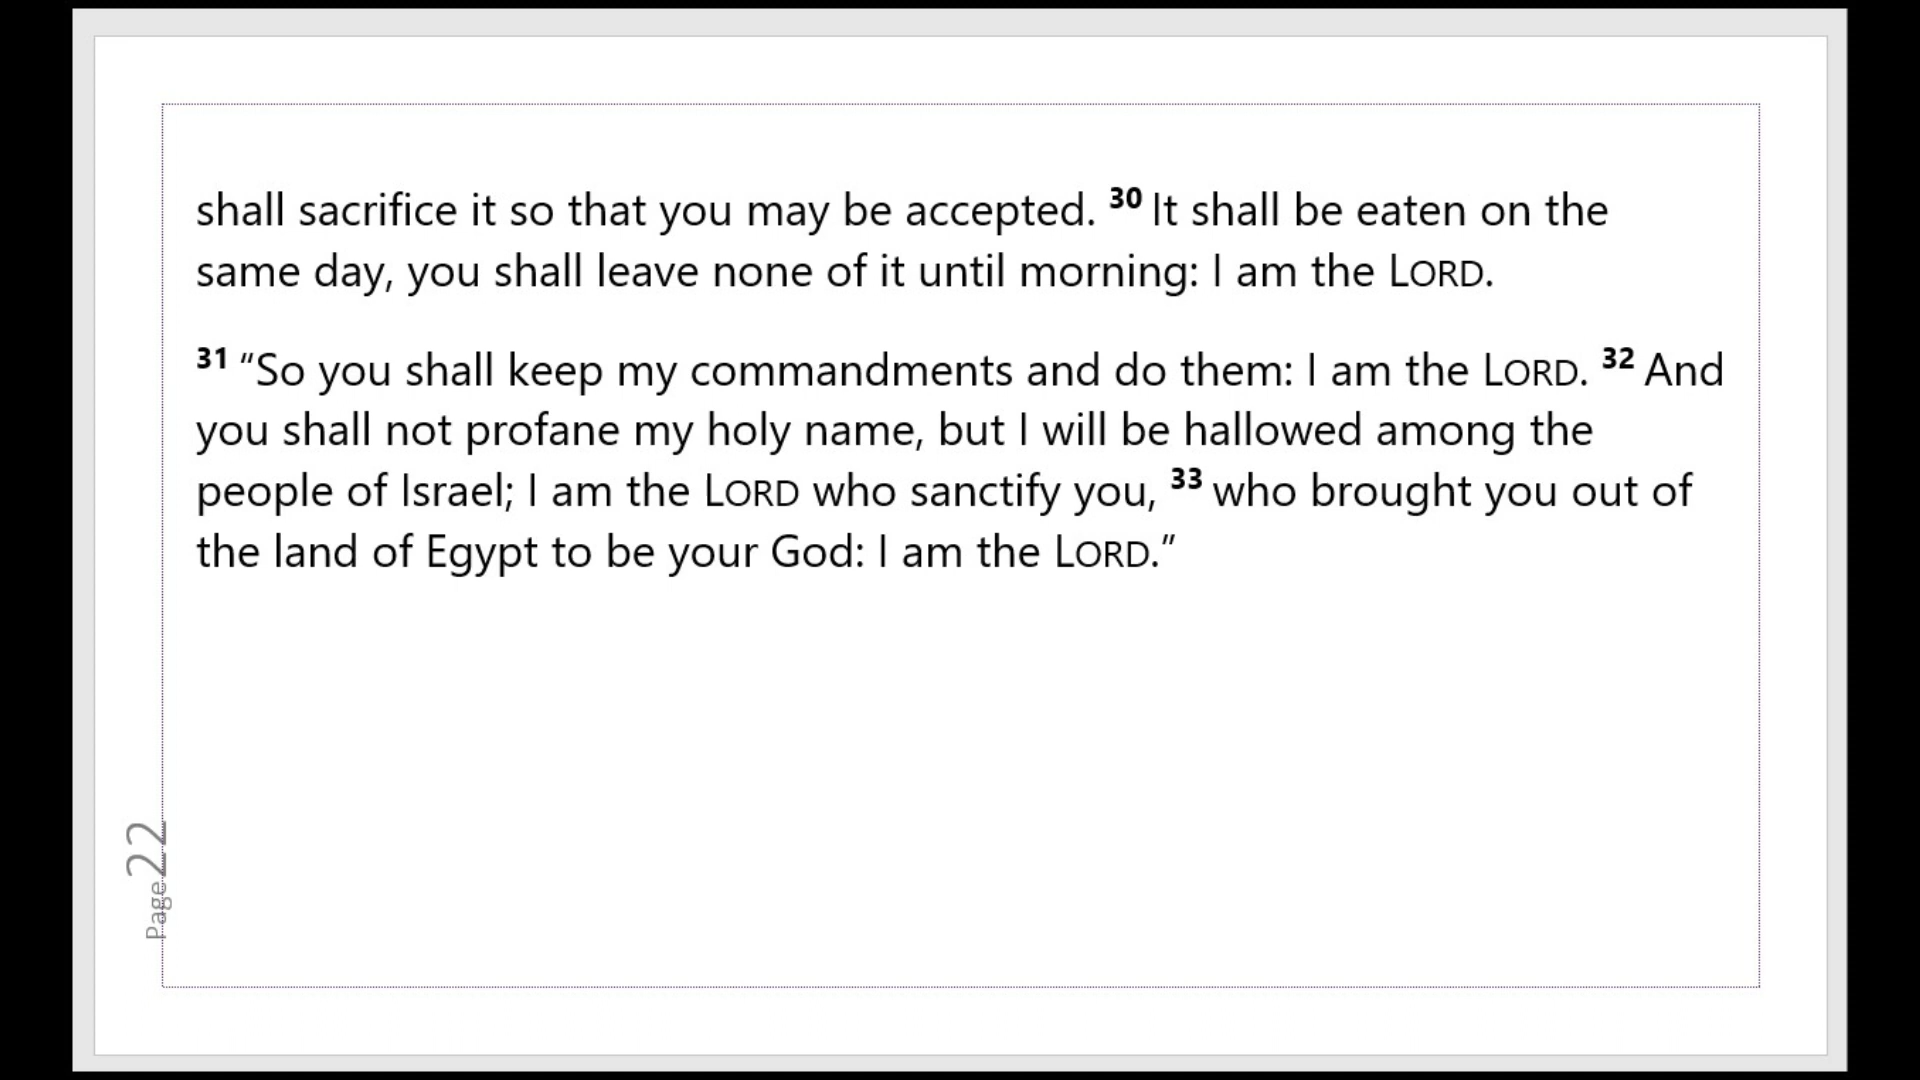 shall sacrifice it so that you may be accepted. 30 It shall be eaten on the
same day, you shall leave none of it until morning: I am the LORD.
31 “So you shall keep my commandments and do them: I am the LORD. 32 And
you shall not profane my holy name, but I will be hallowed among the
people of Israel; I am the LORD who sanctify you, 33 who brought you out of
the land of Egypt to be your God: I am the LORD.”
Page 22